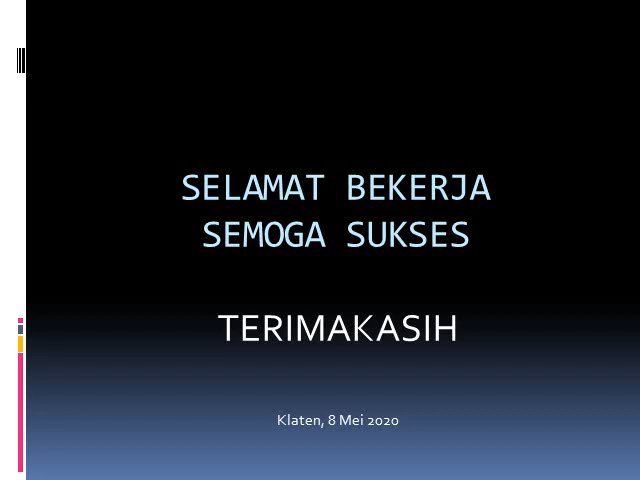 SELAMAT BEKERJA
SEMOGA SUKSES
TERIMAKASIH
Klaten, 8 Mei 2020